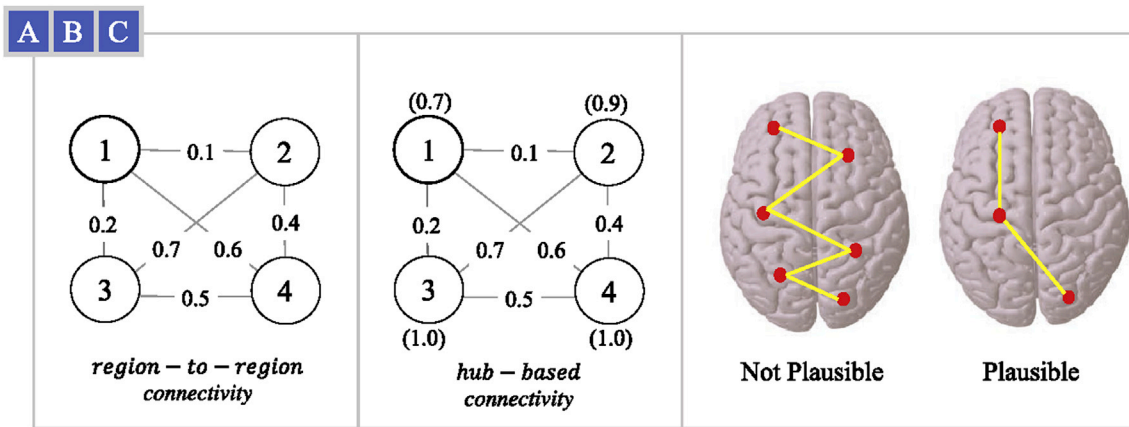 A B C
1 0.1 2
0.2 0.7 0.6 0.4
3 0.5 4
region – to – region
connectivity
(0.7) (0.9)
1 0.1 2
0.2 0.7 0.6 0.4
3 0.5 4
(1.0) (1.0)
hub – based
connectivity
Not Plausible Plausible